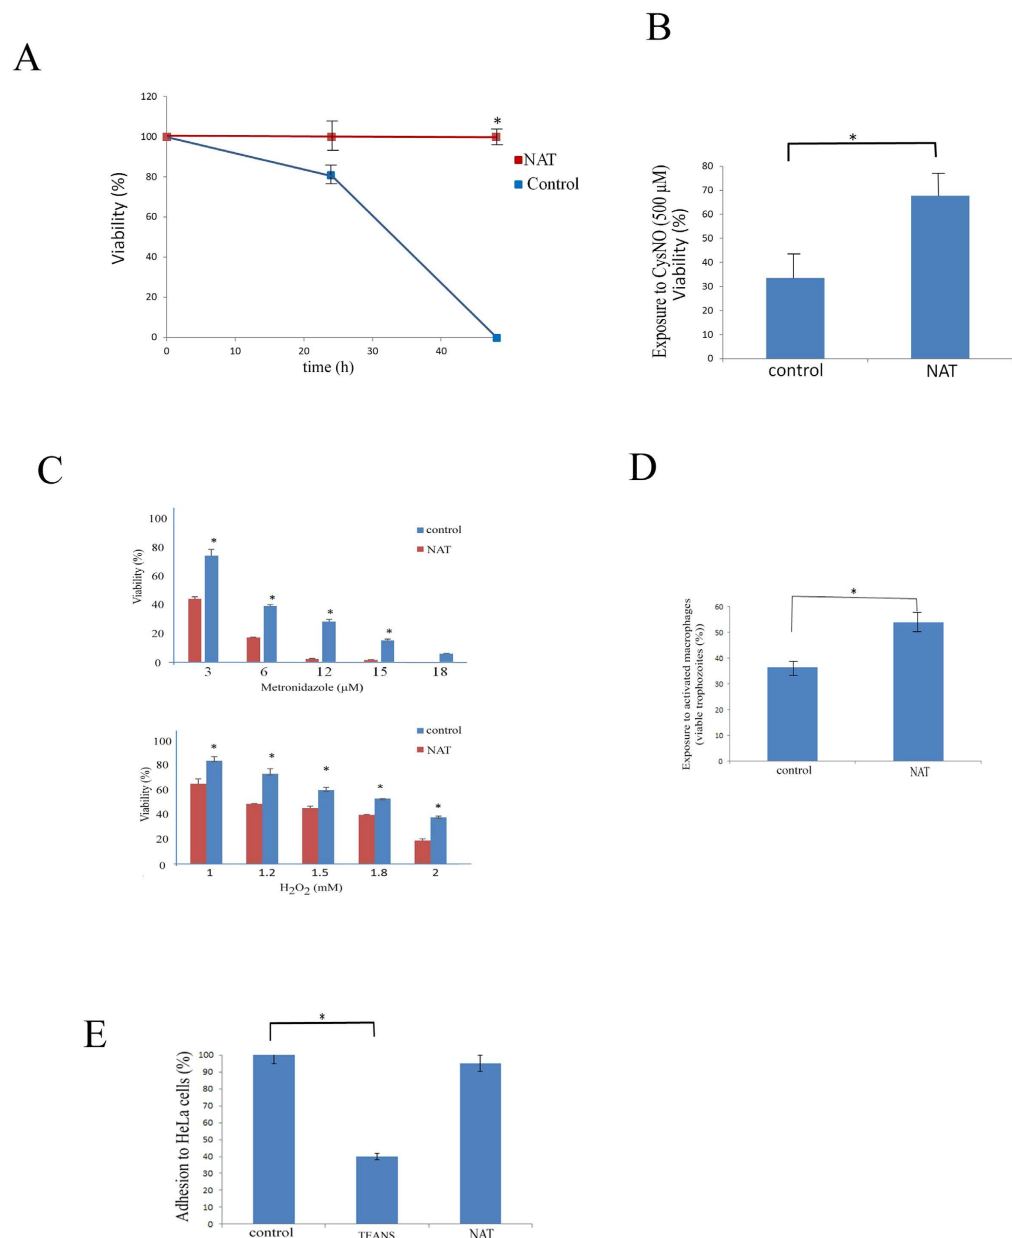 A
120
100
80
60
40
20
0
0
10
20
30
40
time (h)
Viability (%)
*
NAT
Control
B
*
Exposure to CysNO (500 μM)
Viability (%)
80
70
60
50
40
30
20
10
0
control
NAT
C
100
80
60
40
20
0
Viability (%)
control
NAT
*
*
*
*
3
6
12
15
18
Metronidazole (μM)
100
80
60
40
20
0
Viability (%)
control
NAT
*
*
*
*
*
1
1.2
1.5
1.8
2
H2O2 (mM)
D
*
Exposure to activated macrophages
(viable trophozoites (%))
60
50
40
30
20
10
0
control
NAT
E
*
Adhesion to HeLa cells (%)
100
90
80
70
60
50
40
30
20
10
0
control
TEANS
NAT